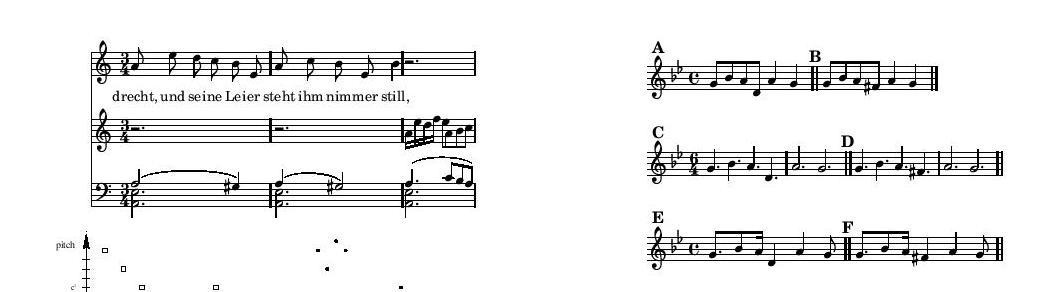 drecht, und seine Leier steht ihm nimmer still,
pitch
c'
A
B
C
D
E
F